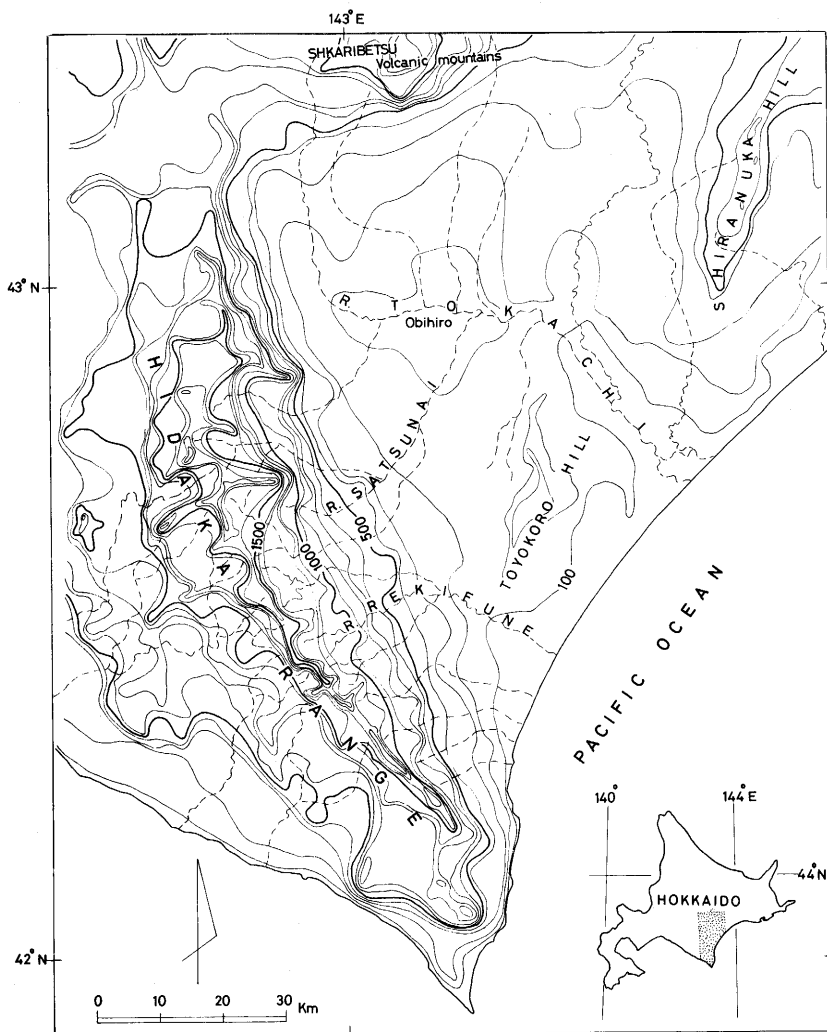 143°E
SHKARIBETSU
Volcanic mountains
SHIRANUKA HILL
43°N
R TOKACHI
Obihiro
HIDAKA RANGE
R SATSUNAI
TOYOKORO HILL
1500
1000
500
100
R REKIFUNE
PACIFIC OCEAN
140°
144°E
44°N
HOKKAIDO
42°N
0 10 20 30 Km